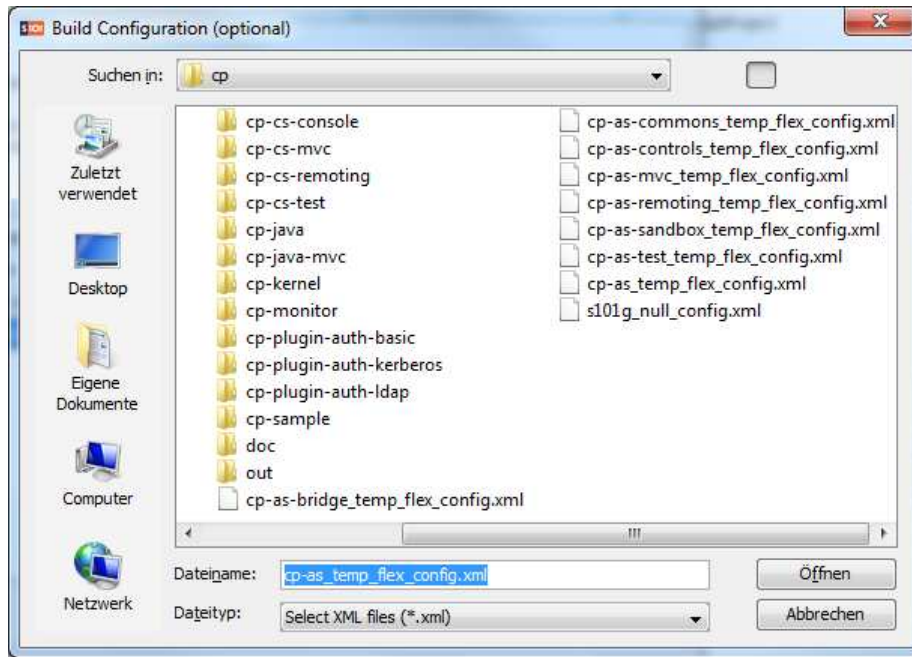 S101 Build Configuration (optional)
Suchen in: cp
Zuletzt
verwendet
Desktop
Eigene
Dokumente
Computer
Netzwerk
cp-cs-console
cp-cs-mvc
cp-cs-remoting
cp-cs-test
cp-java
cp-java-mvc
cp-kernel
cp-monitor
cp-plugin-auth-basic
cp-plugin-auth-kerberos
cp-plugin-auth-ldap
cp-sample
doc
out
cp-as-bridge_temp_flex_config.xml
cp-as-commons_temp_flex_config.xml
cp-as-controls_temp_flex_config.xml
cp-as-mvc_temp_flex_config.xml
cp-as-remoting_temp_flex_config.xml
cp-as-sandbox_temp_flex_config.xml
cp-as-test_temp_flex_config.xml
cp-as_temp_flex_config.xml
s101g_null_config.xml
Dateiname: cp-as_temp_flex_config.xml Öffnen
Dateityp: Select XML files (*.xml) Abbrechen